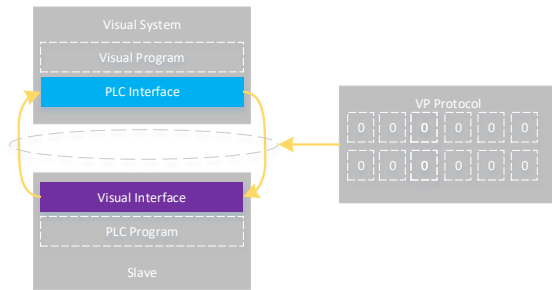 Visual System
Visual Program
PLC Interface
VP Protocol
0 0 0 0 0 0
0 0 0 0 0 0
Visual Interface
PLC Program
Slave